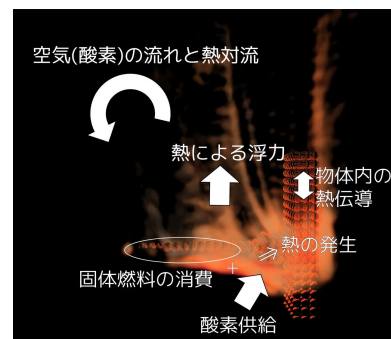 空気(酸素)の流れと熱対流
熱による浮力
物体内の
熱伝導
熱の発生
固体燃料の消費
酸素供給